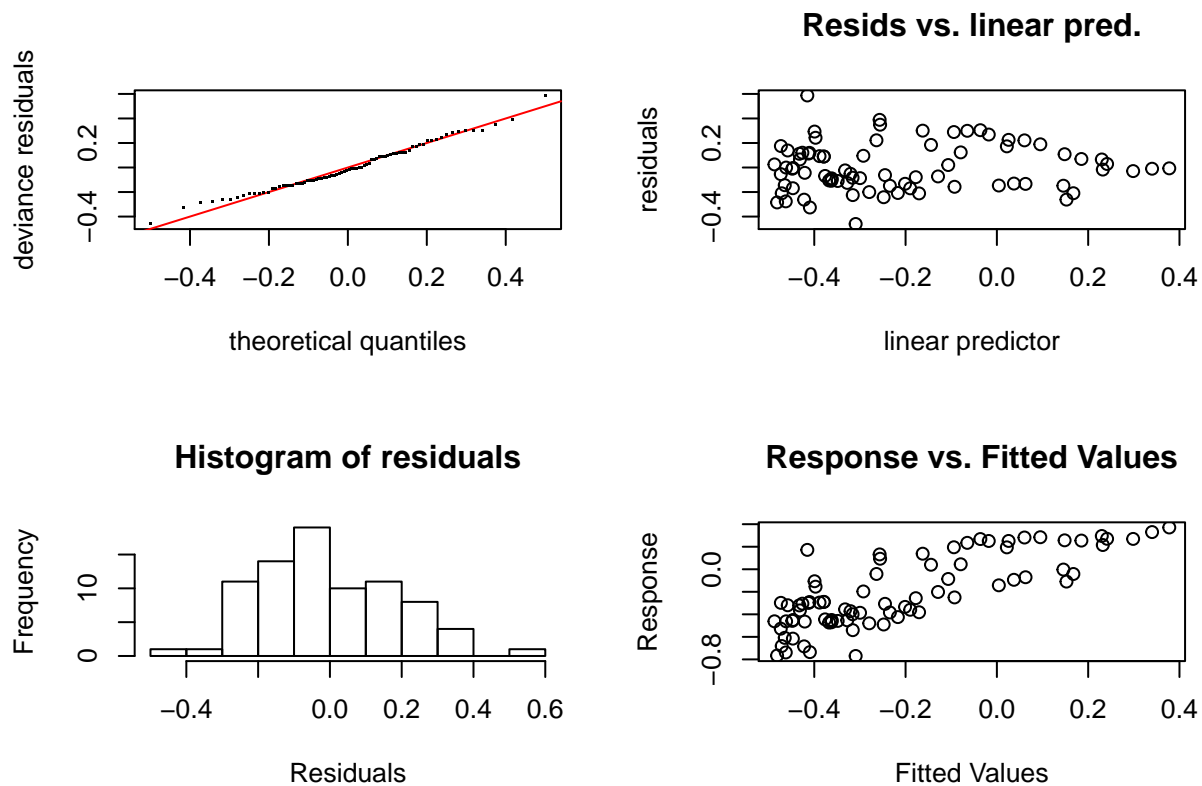 deviance residuals
0.2
−0.4
−0.4 −0.2 0.0 0.2 0.4
theoretical quantiles
Resids vs. linear pred.
residuals
0.2
−0.4
−0.4 −0.2 0.0 0.2 0.4
linear predictor
Histogram of residuals
Frequency
10
0
−0.4 0.0 0.2 0.4 0.6
Residuals
Response vs. Fitted Values
Response
0.0
−0.8
−0.4 −0.2 0.0 0.2 0.4
Fitted Values